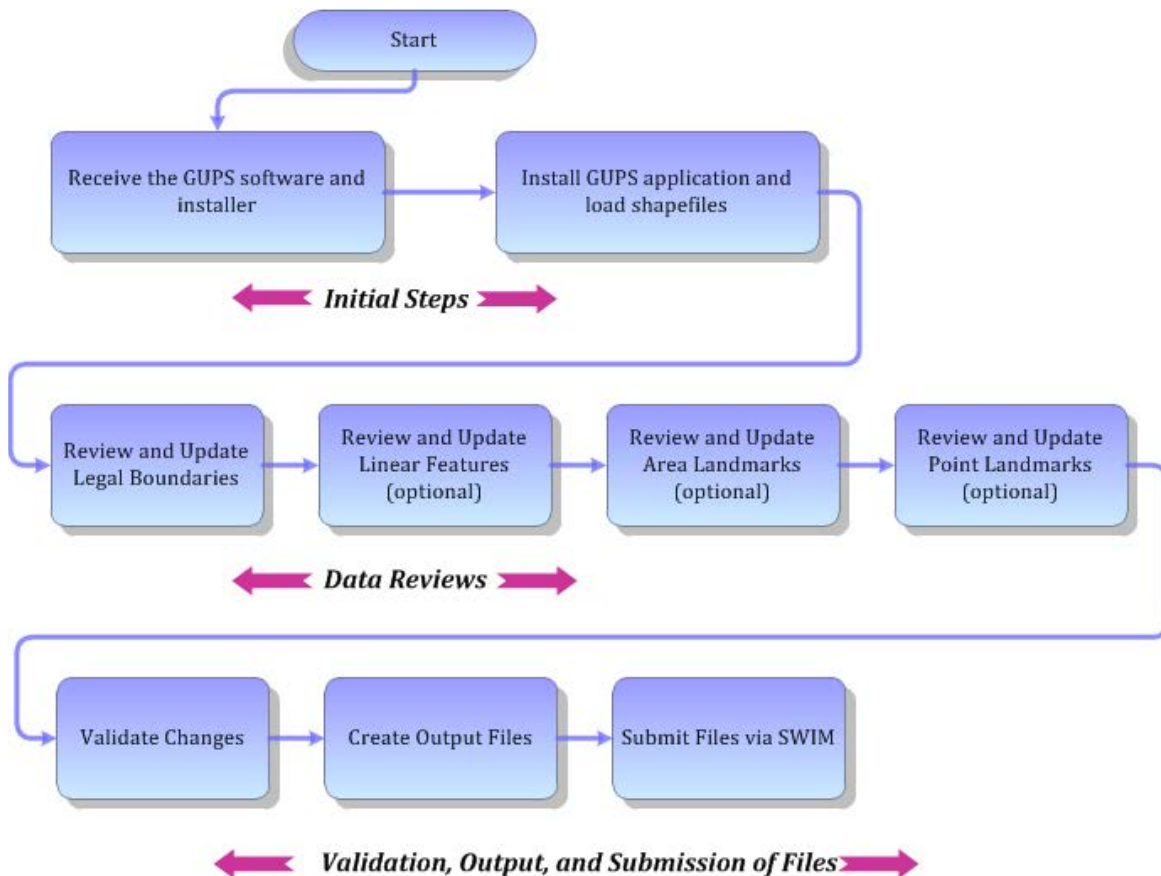 Start
Receive the GUPS software and
installer
Install GUPS application and
load shapefiles
Initial Steps
Review and Update
Legal Boundaries
Review and Update
Linear Features
(optional)
Review and Update
Area Landmarks
(optional)
Review and Update
Point Landmarks
(optional)
Data Reviews
Validate Changes
Create Output Files
Submit Files via SWIM
Validation, Output, and Submission of Files